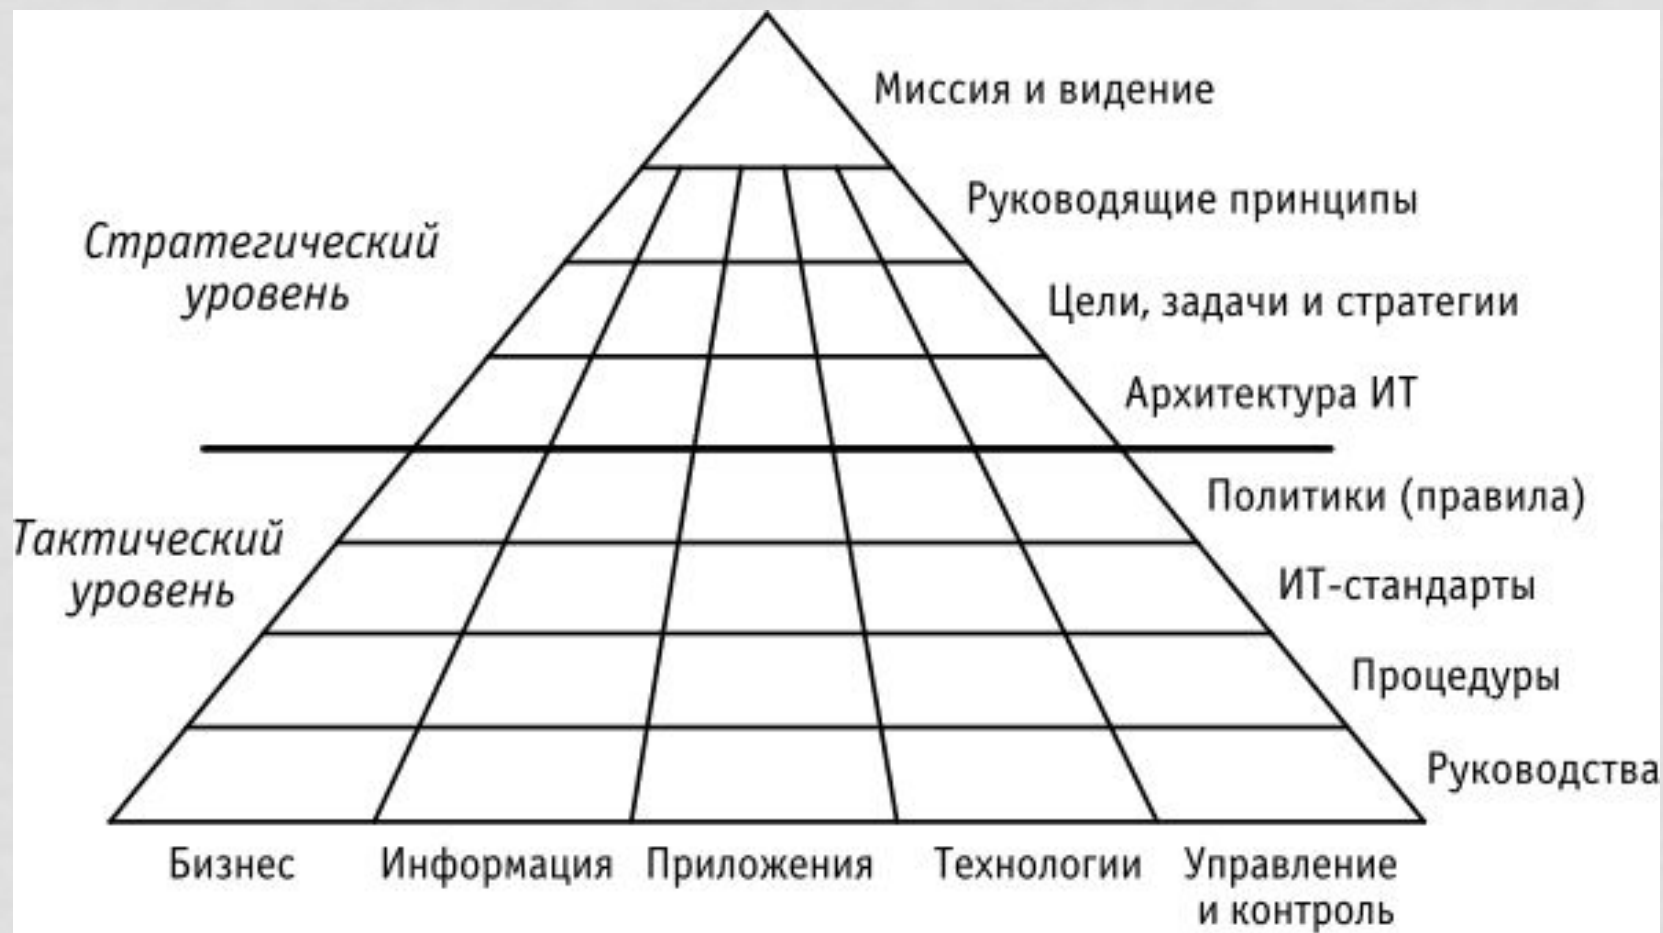 Миссия и видение
Руководящие принципы
Стратегический
уровень
Цели, задачи и стратегии
Архитектура ИТ
Политики (правила)
Тактический
уровень
ИТ-стандарты
Процедуры
Руководства
Бизнес
Информация
Приложения
Технологии
Управление
и контроль